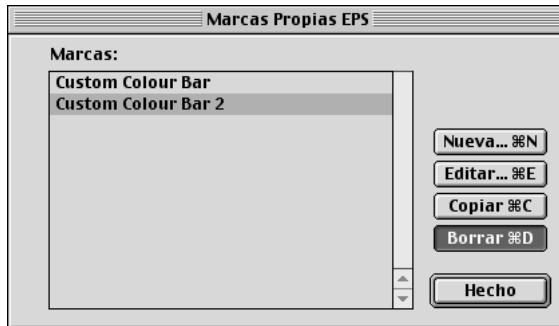 Marcas Propias EPS
Marcas:
Custom Colour Bar
Custom Colour Bar 2
Nueva... ⌘N
Editar... ⌘E
Copiar ⌘C
Borrar ⌘D
Hecho